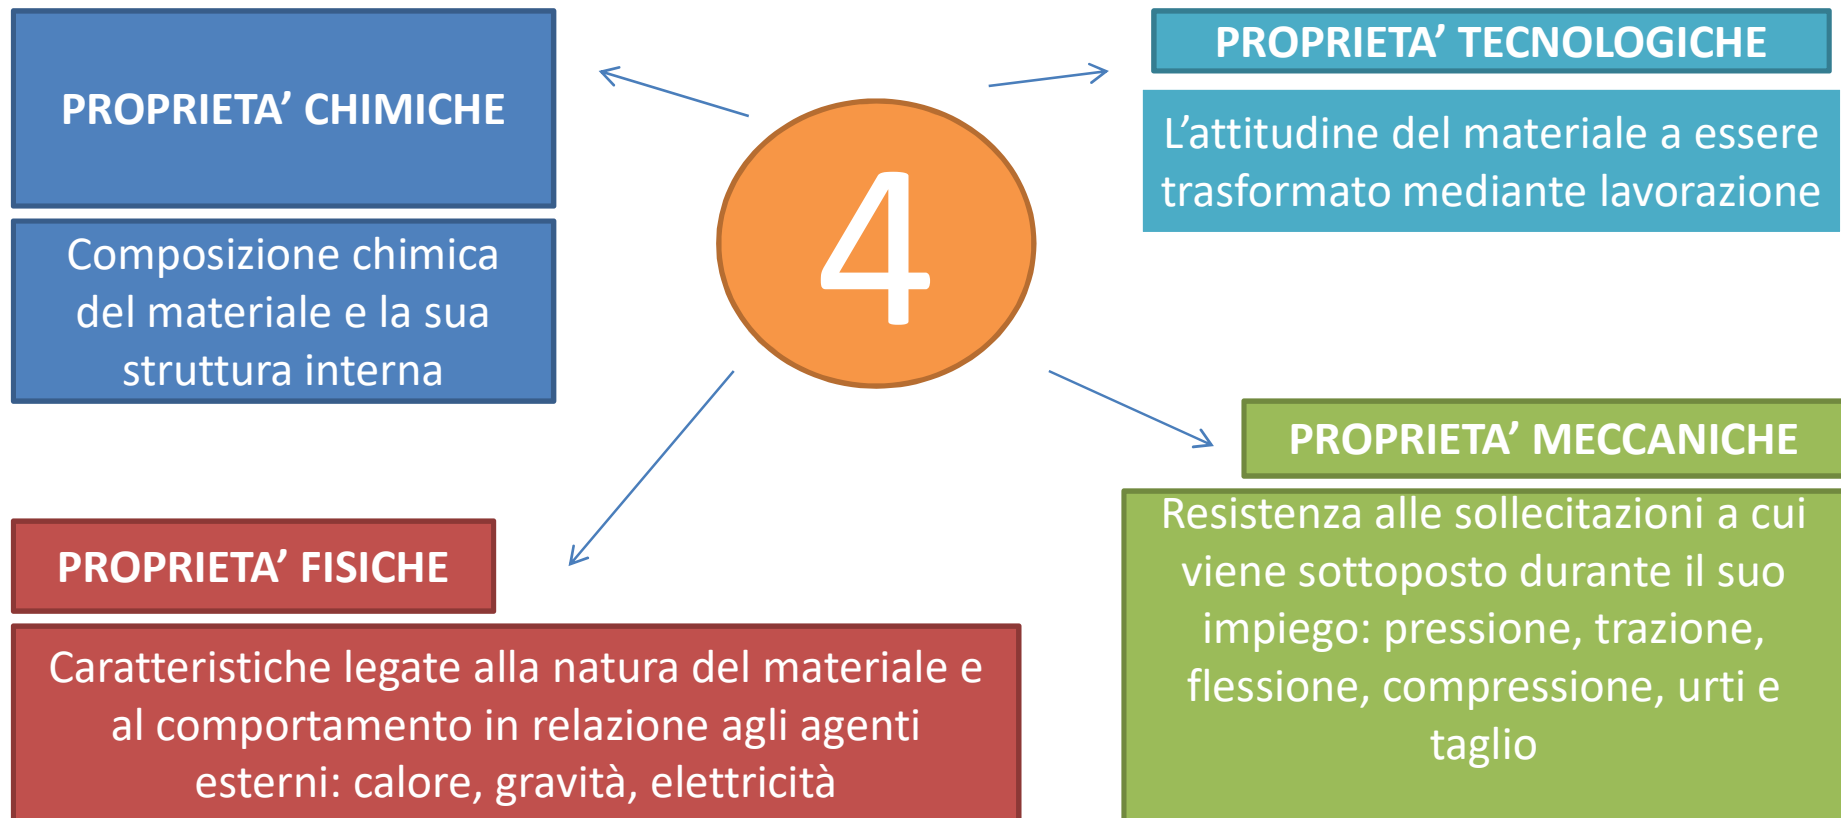 PROPRIETA’ CHIMICHE
Composizione chimica
del materiale e la sua
struttura interna
4
PROPRIETA’ TECNOLOGICHE
L’attitudine del materiale a essere
trasformato mediante lavorazione
PROPRIETA’ FISICHE
Caratteristiche legate alla natura del materiale e
al comportamento in relazione agli agenti
esterni: calore, gravità, elettricità
PROPRIETA’ MECCANICHE
Resistenza alle sollecitazioni a cui
viene sottoposto durante il suo
impiego: pressione, trazione,
flessione, compressione, urti e
taglio